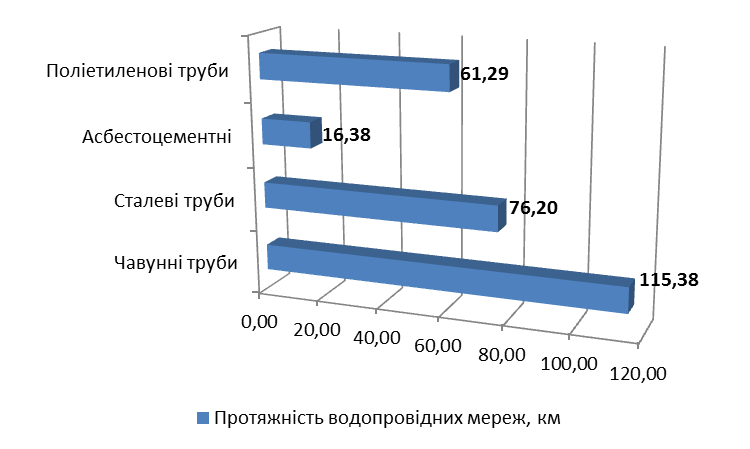 Поліетиленові труби
61,29
Асбестоцементні
16,38
Сталеві труби
76,20
Чавунні труби
115,38
0,00
20,00
40,00
60,00
80,00
100,00
120,00
Протяжність водопровідних мереж, км